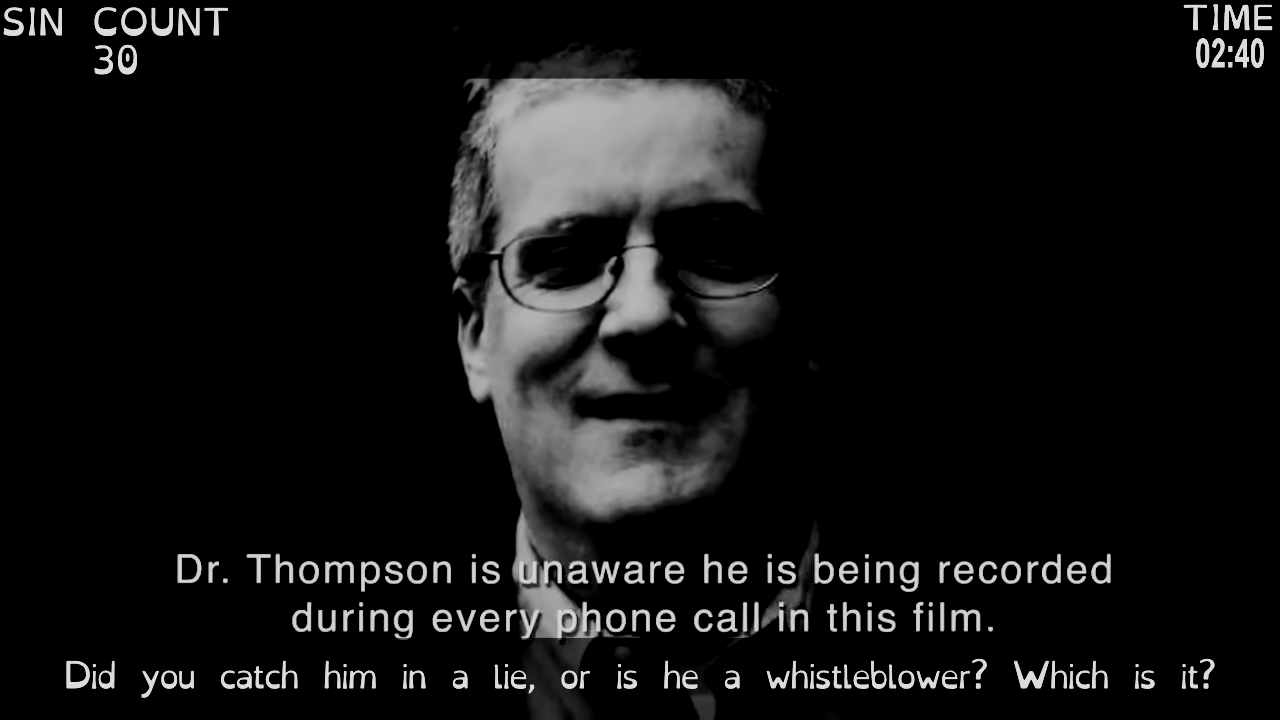 SIN COUNT
30
TIME
02:40
Dr. Thompson is unaware he is being recorded
during every phone call in this film.
Did you catch him in a lie, or is he a whistleblower? Which is it?